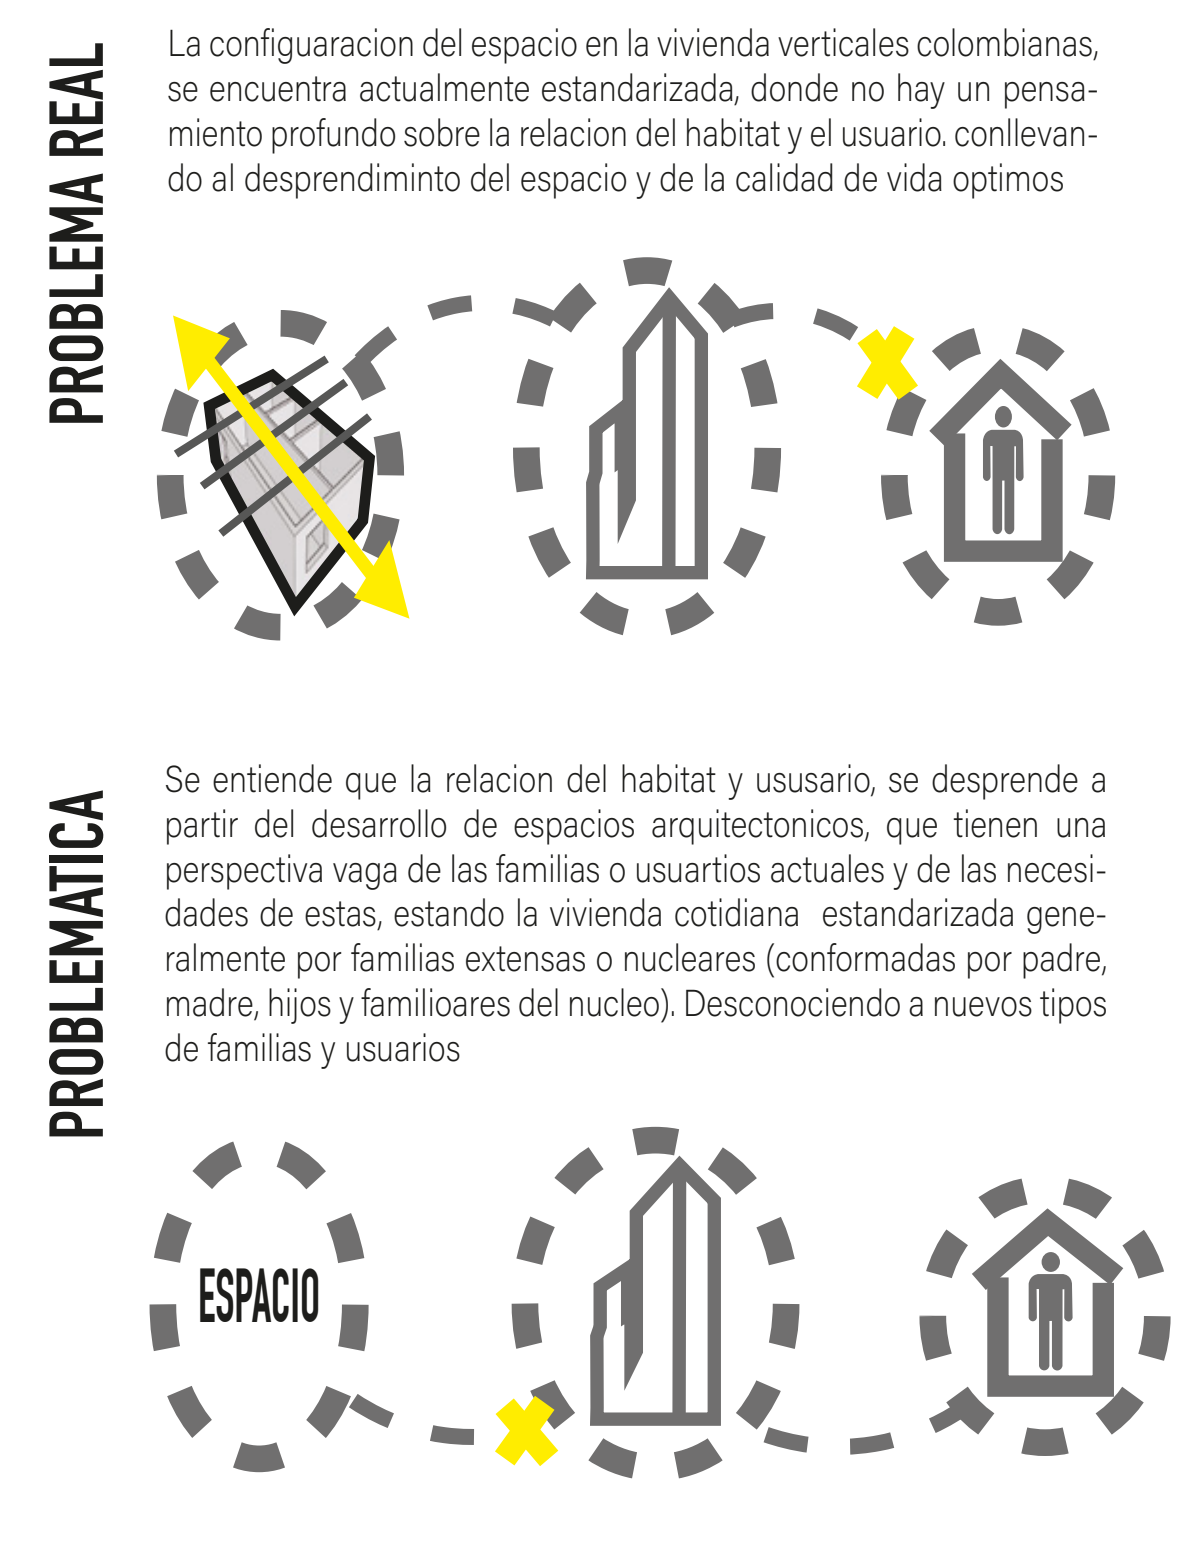 PROBLEMA REAL
La configuaracion del espacio en la vivienda verticales colombianas,
se encuentra actualmente estandarizada, donde no hay un pensa-
miento profundo sobre la relacion del habitat y el usuario. conllevan-
do al desprendiminto del espacio y de la calidad de vida optimos
PROBLEMATICA
Se entiende que la relacion del habitat y ususario, se desprende a
partir del desarrollo de espacios arquitectonicos, que tienen una
perspectiva vaga de las familias o usuartios actuales y de las necesi-
dades de estas, estando la vivienda cotidiana  estandarizada gene-
ralmente por familias extensas o nucleares (conformadas por padre,
madre, hijos y familioares del nucleo). Desconociendo a nuevos tipos
de familias y usuarios
ESPACIO